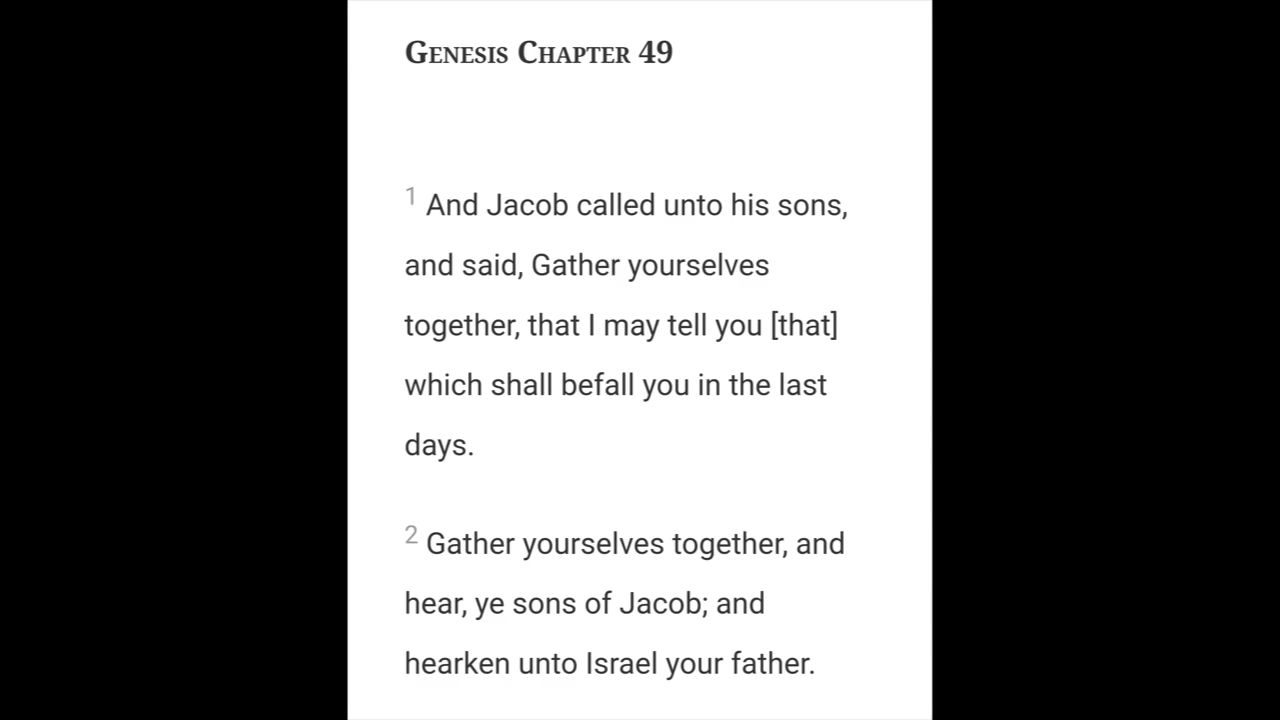 Genesis Chapter 49
1 And Jacob called unto his sons,
and said, Gather yourselves
together, that I may tell you [that]
which shall befall you in the last
days.
2 Gather yourselves together, and
hear, ye sons of Jacob; and
hearken unto Israel your father.